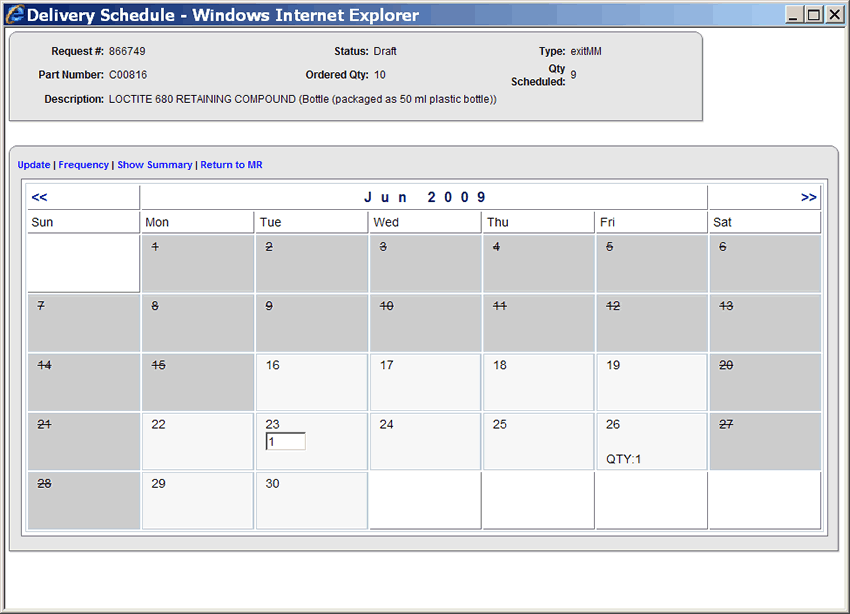 Delivery Schedule - Windows Internet Explorer
Request #: 866749 Status: Draft Type: exitMM
Part Number: C00816 Ordered Qty: 10 Qty Scheduled: 9
Description: LOCTITE 680 RETAINING COMPOUND (Bottle (packaged as 50 ml plastic bottle))
Update | Frequency | Show Summary | Return to MR
<< Jun 2009 >>
Sun Mon Tue Wed Thu Fri Sat
1 2 3 4 5 6
7 8 9 10 11 12 13
14 15 16 17 18 19 20
21 22 23 24 25 26 27
1 QTY:1
28 29 30